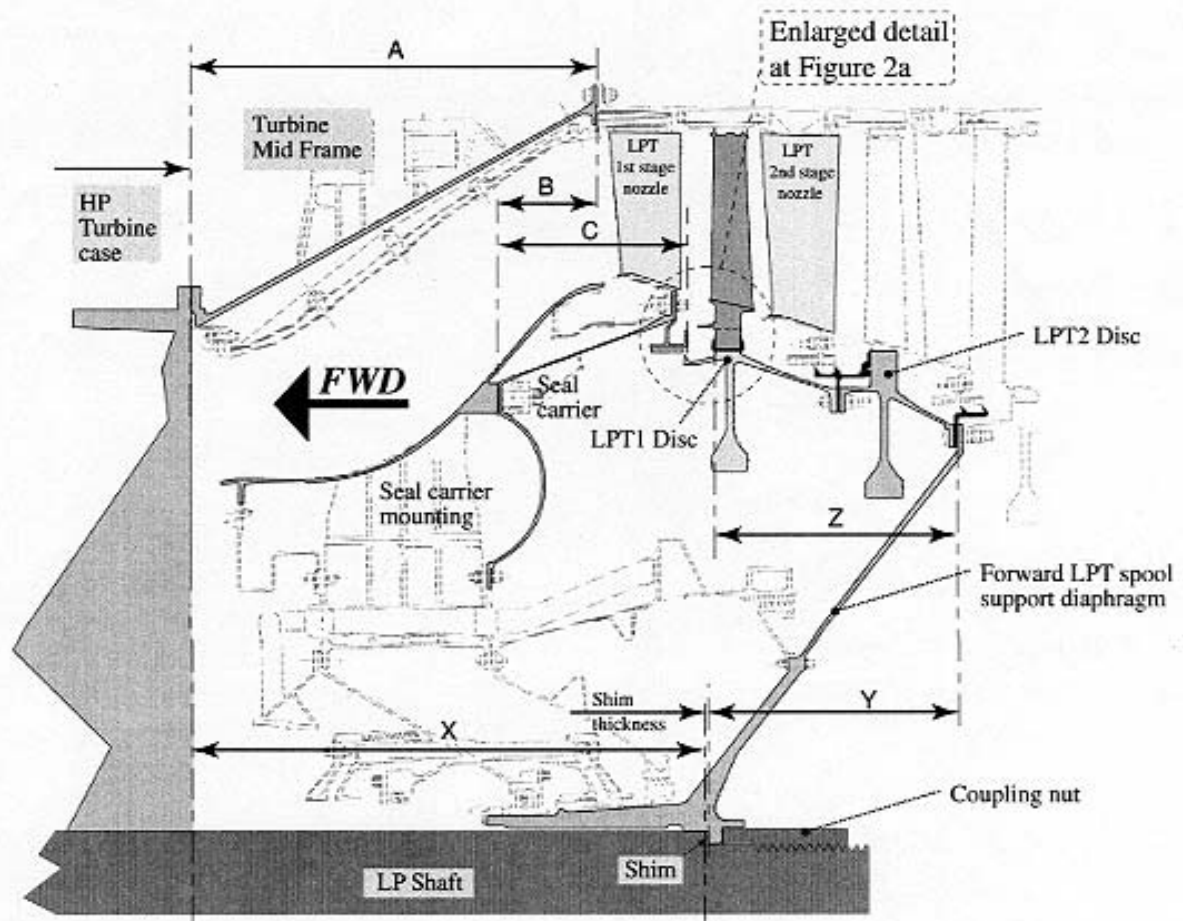 A
Enlarged detail
at Figure 2a
Turbine
Mid Frame
LPT
1st stage
nozzle
LPT
2nd stage
nozzle
B
HP
Turbine
case
C
LPT2 Disc
FWD
Seal
carrier
LPT1 Disc
Seal carrier
mounting
Z
Forward LPT spool
support diaphragm
Shim
thickness
Y
X
Coupling nut
Shim
LP Shaft